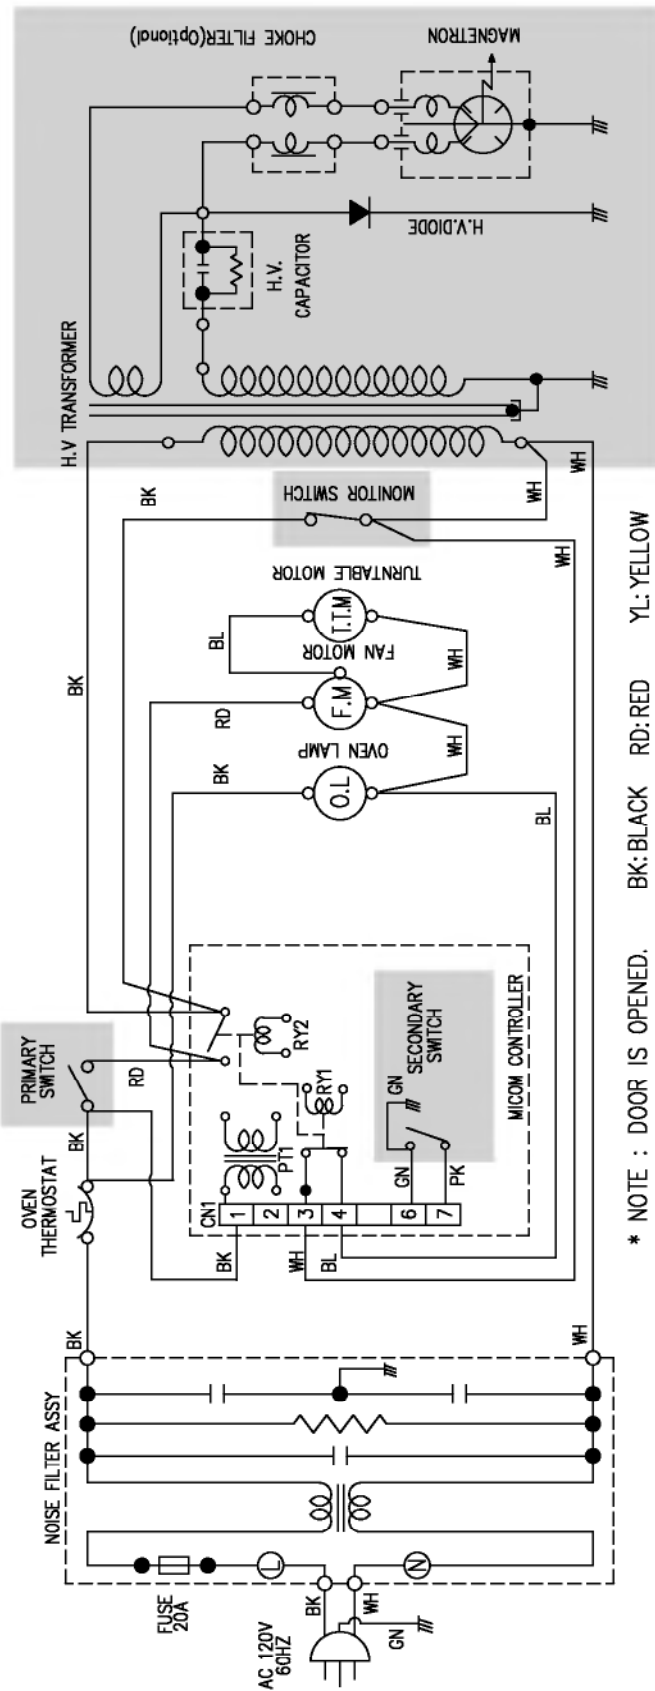 AC 120V
60HZ
BK
WH
GN
FUSE
20A
L
N
NOISE FILTER ASSY
BK
WH
OVEN
THERMOSTAT
BK
PRIMARY
SWITCH
RD
BK
WH
BL
CN1
1
2
3
4
6
7
PT1
RY1
RY2
GN
PK
GN
SECONDARY
SWITCH
MICOM CONTROLLER
BK
BK
RD
BL
O.L
OVEN LAMP
F.M
FAN MOTOR
T.T.M
TURNTABLE MOTOR
WH
WH
BL
WH
BK
MONITOR SWITCH
WH
WH
H.V TRANSFORMER
H.V.
CAPACITOR
H.V.DIODE
CHOKE FILTER(Optional)
MAGNETRON
* NOTE : DOOR IS OPENED.
BK: BLACK RD: RED YL: YELLOW